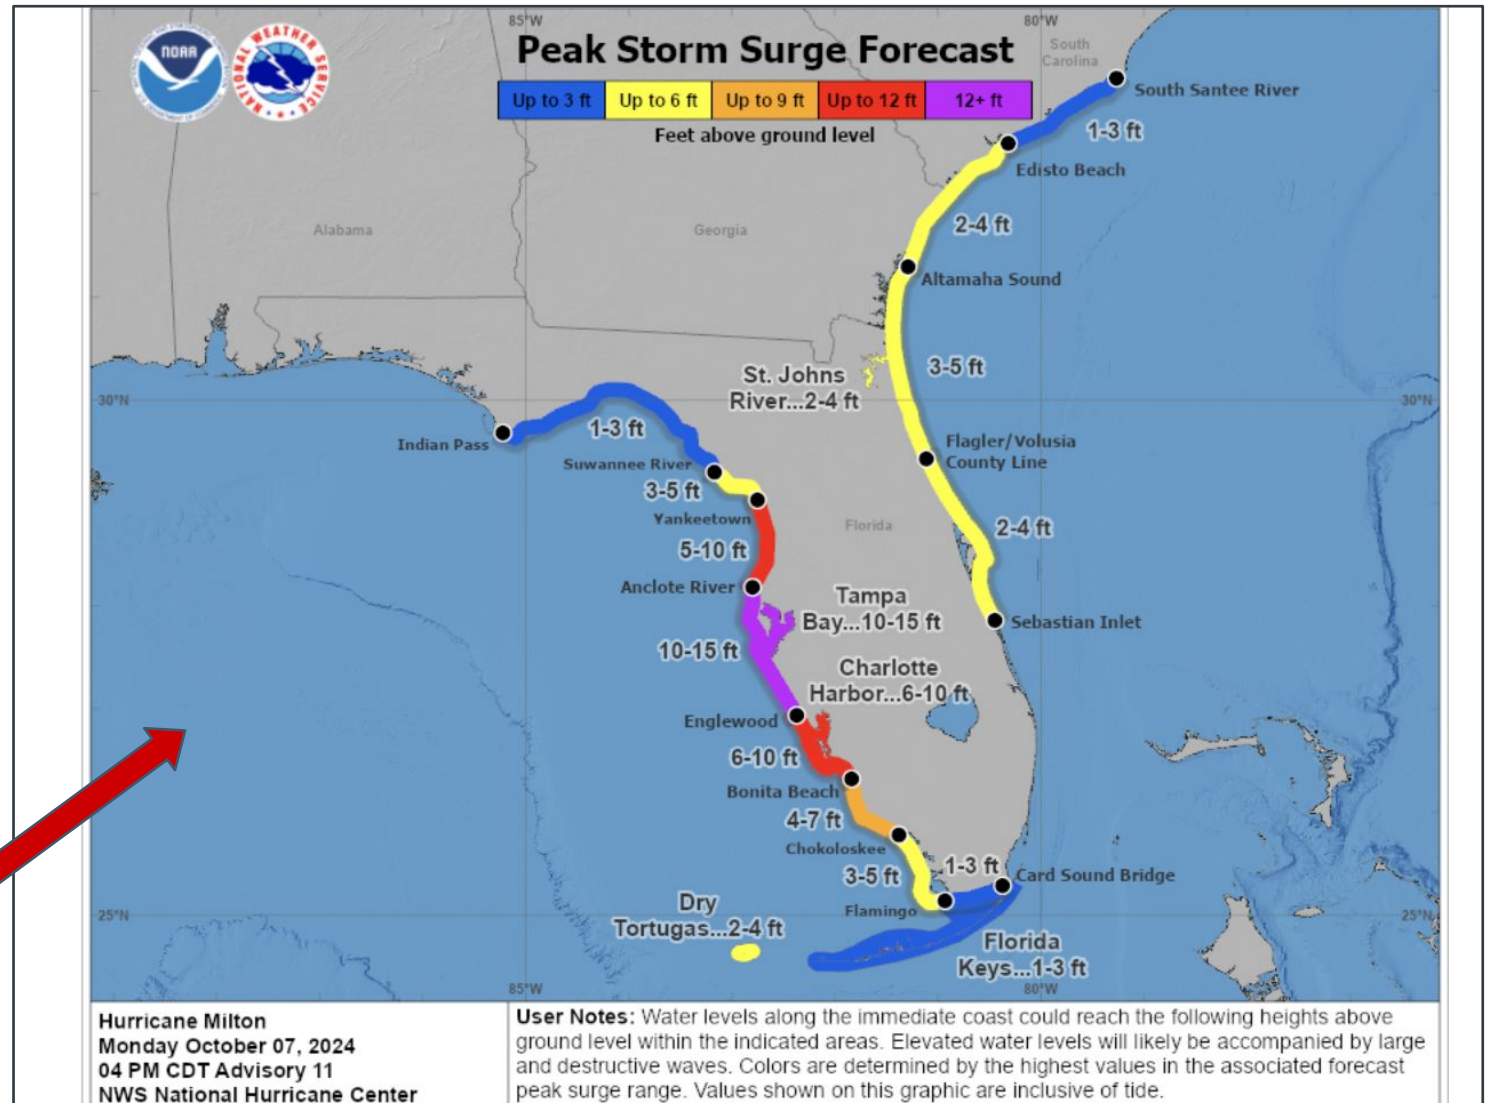 85°W
80°W
NOAA
NATIONAL WEATHER SERVICE
Peak Storm Surge Forecast
Up to 3 ft
Up to 6 ft
Up to 9 ft
Up to 12 ft
12+ ft
Feet above ground level
South
Carolina
South Santee River
1-3 ft
Edisto Beach
Alabama
Georgia
2-4 ft
Altamaha Sound
St. Johns
River...2-4 ft
3-5 ft
30°N
30°N
Indian Pass
1-3 ft
Flagler/Volusia
County Line
Suwannee River
3-5 ft
Yankeetown
Florida
2-4 ft
5-10 ft
Anclote River
Tampa
Bay...10-15 ft
Sebastian Inlet
10-15 ft
Charlotte
Harbor...6-10 ft
Englewood
6-10 ft
Bonita Beach
4-7 ft
Chokoloskee
3-5 ft
1-3 ft
Card Sound Bridge
Flamingo
Dry
Tortugas...2-4 ft
25°N
25°N
Florida
Keys...1-3 ft
85°W
80°W
Hurricane Milton
Monday October 07, 2024
04 PM CDT Advisory 11
NWS National Hurricane Center
User Notes: Water levels along the immediate coast could reach the following heights above
ground level within the indicated areas. Elevated water levels will likely be accompanied by large
and destructive waves. Colors are determined by the highest values in the associated forecast
peak surge range. Values shown on this graphic are inclusive of tide.